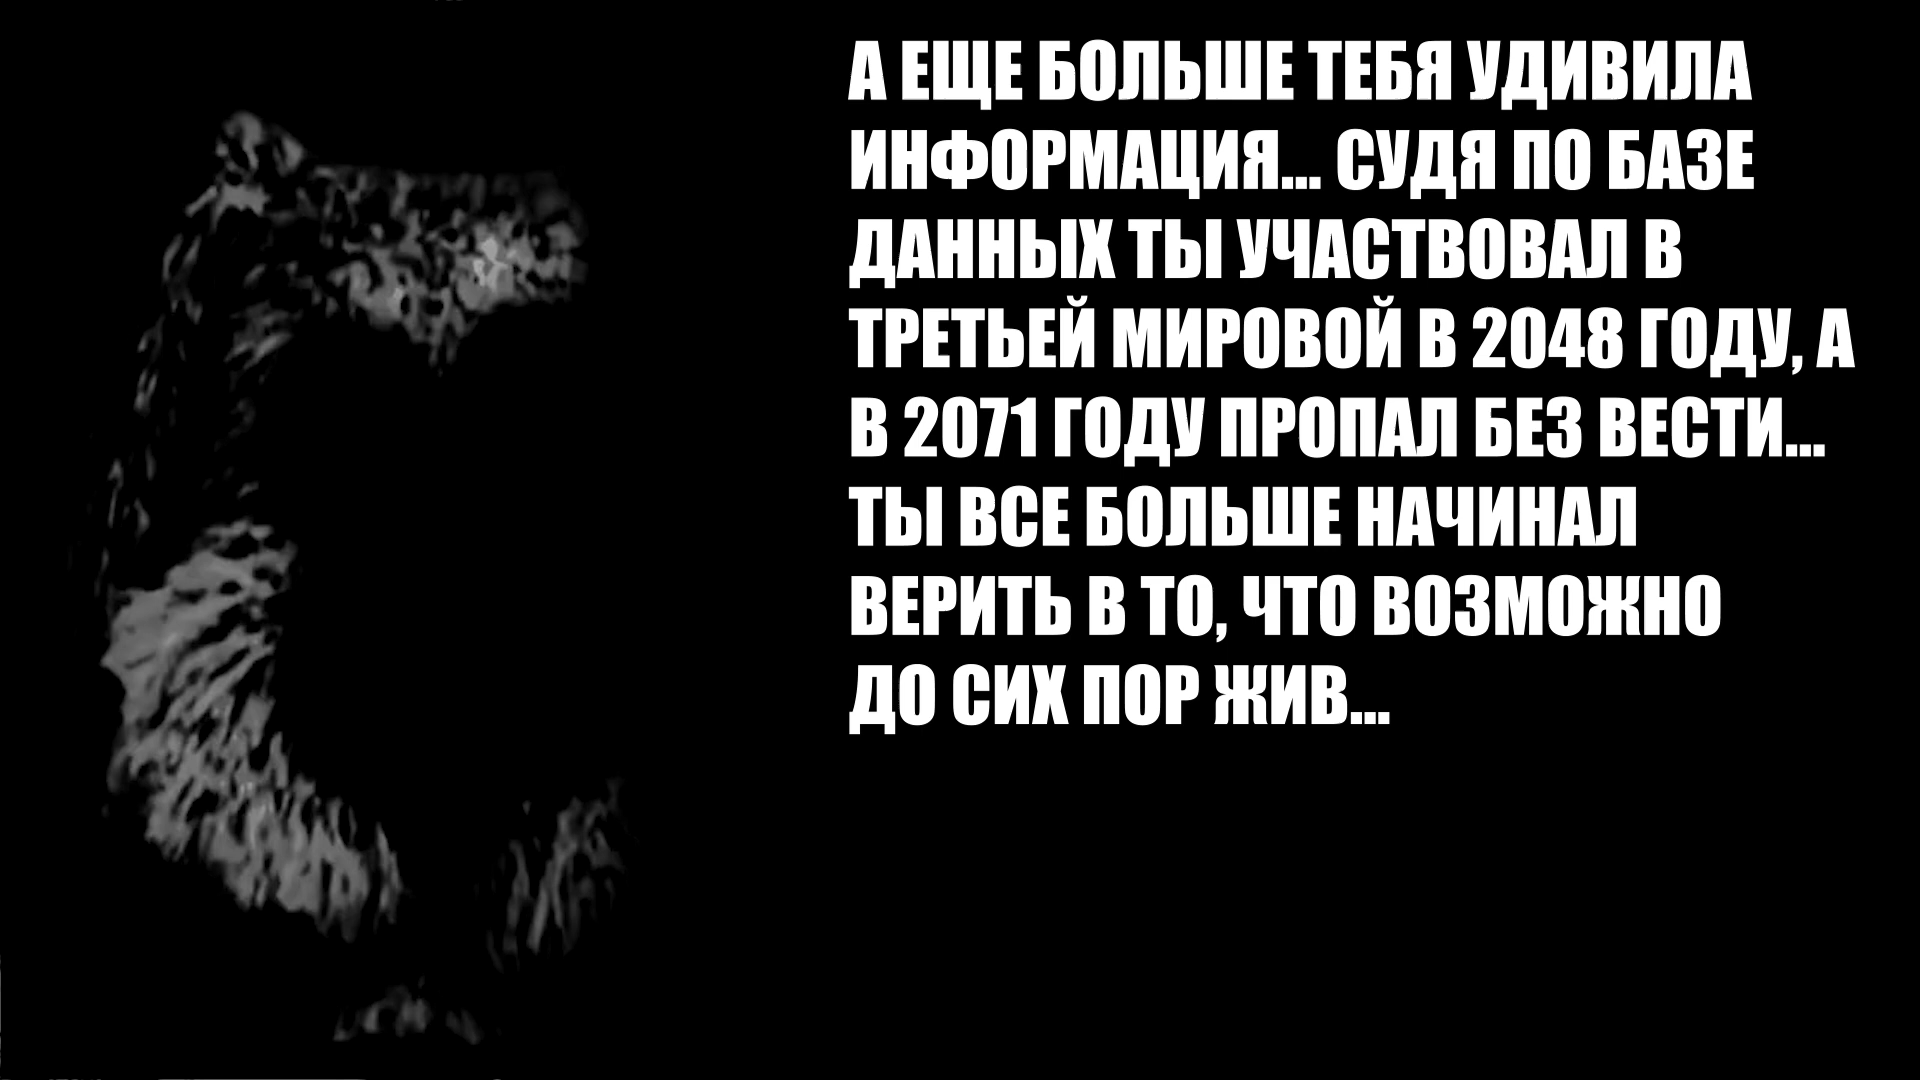 А ЕЩЕ БОЛЬШЕ ТЕБЯ УДИВИЛА
ИНФОРМАЦИЯ... СУДЯ ПО БАЗЕ
ДАННЫХ ТЫ УЧАСТВОВАЛ В
ТРЕТЬЕЙ МИРОВОЙ В 2048 ГОДУ, А
В 2071 ГОДУ ПРОПАЛ БЕЗ ВЕСТИ...
ТЫ ВСЕ БОЛЬШЕ НАЧИНАЛ
ВЕРИТЬ В ТО, ЧТО ВОЗМОЖНО
ДО СИХ ПОР ЖИВ...